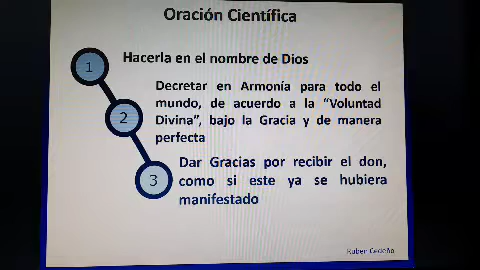 Oración Científica
1
Hacerla en el nombre de Dios
2
Decretar en Armonía para todo el
mundo, de acuerdo a la "Voluntad
Divina", bajo la Gracia y de manera
perfecta
3
Dar Gracias por recibir el don,
como si este ya se hubiera
manifestado
Rubén Cedeño